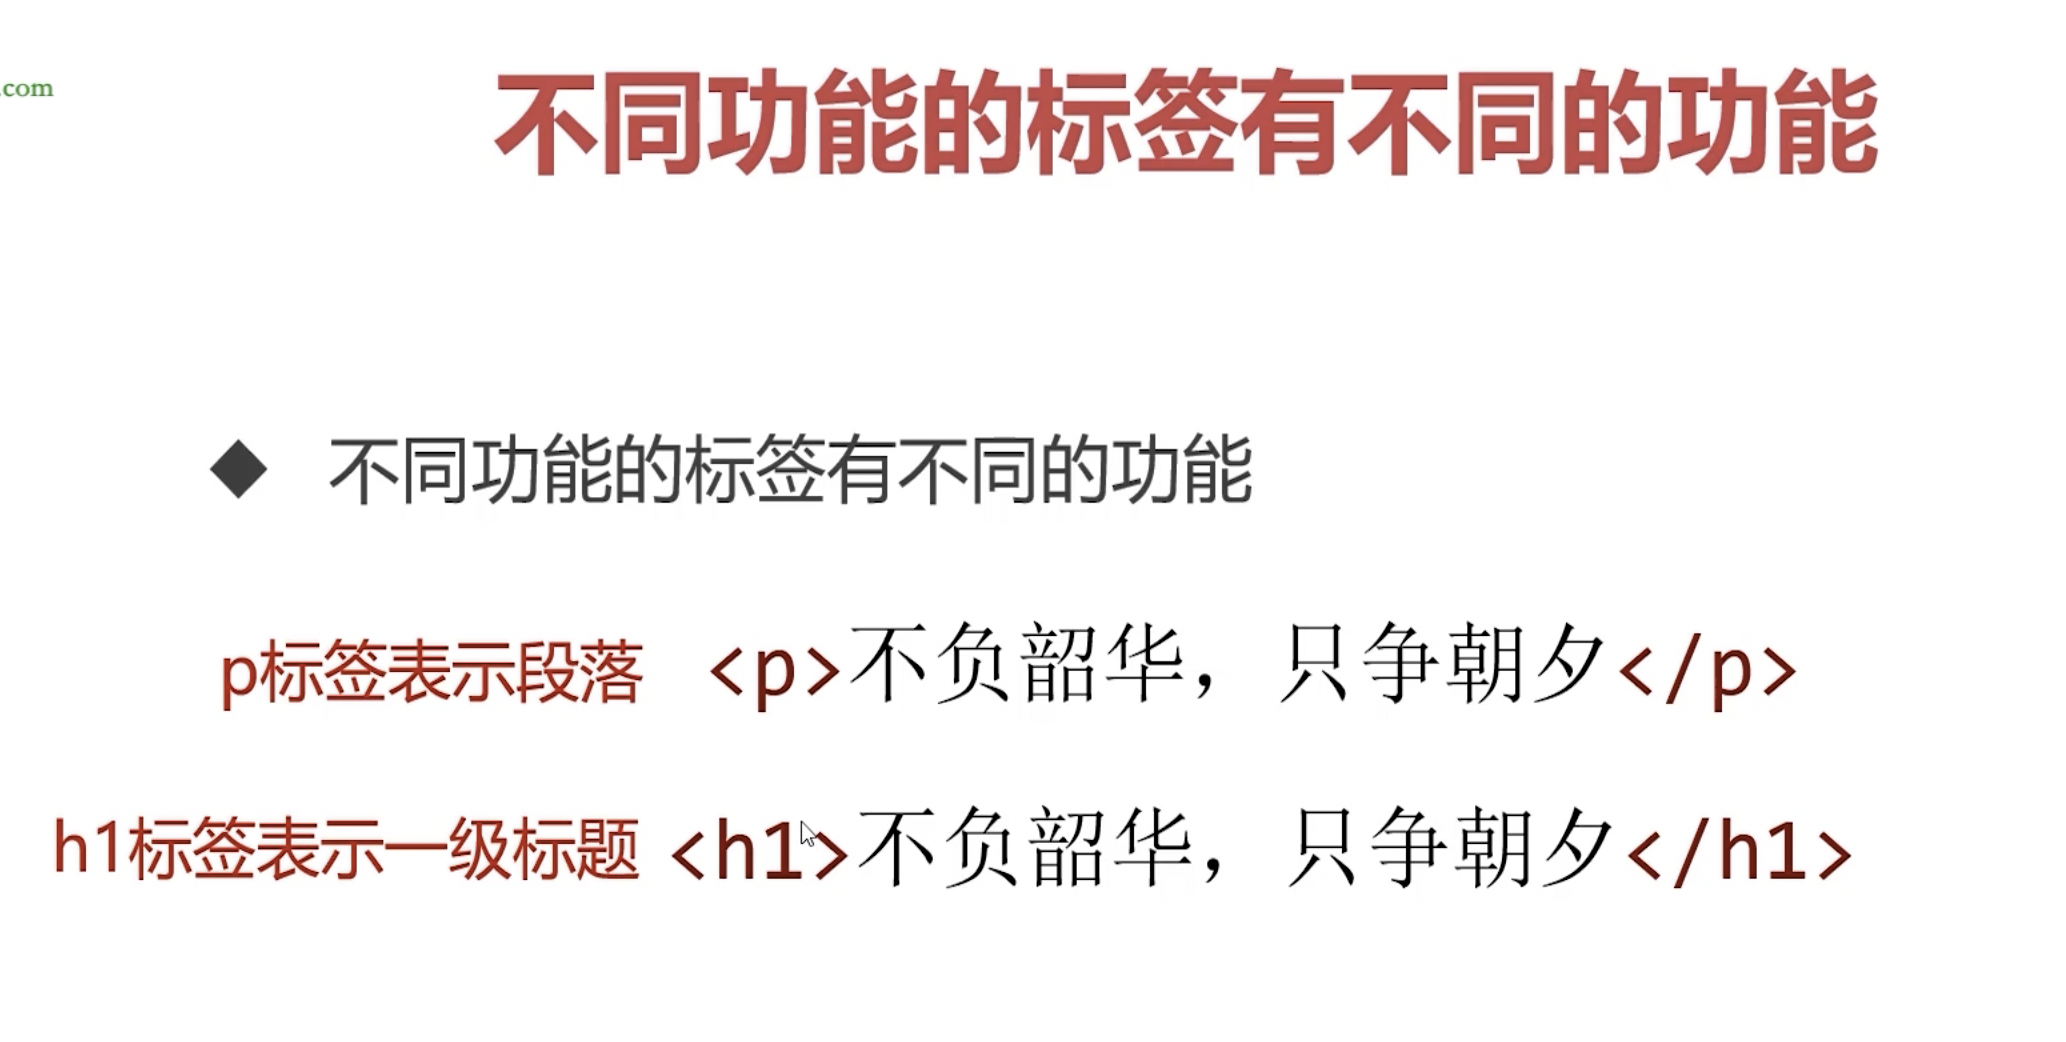 .com
不同功能的标签有不同的功能
◆ 不同功能的标签有不同的功能
p标签表示段落 <p>不负韶华，只争朝夕</p>
h1标签表示一级标题 <h1>不负韶华，只争朝夕</h1>